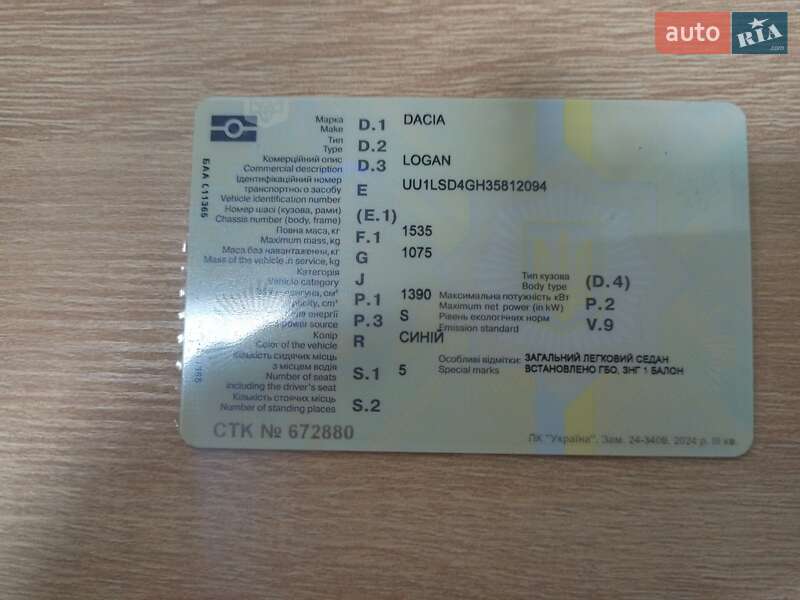 auto RIA
.com
Марка D.1 DACIA
Make
Тип D.2
Type
Комерційний опис D.3 LOGAN
Commercial description
Ідентифікаційний номер
транспортного засобу E UU1LSD4GH35812094
Vehicle identification number
Номер шасі (кузова, рами) (E.1)
Chassis number (body, frame)
Повна маса, кг F.1 1535
Maximum mass, kg
Маса без навантаження, кг G 1075
Mass of the vehicle in service, kg
Категорія J
Vehicle category
Тип кузова (D.4)
Body type
см³ P.1 1390 Максимальна потужність кВт P.2
cm³ Maximum net power (in kW)
енергії P.3 S Рівень екологічних норм V.9
power source Emission standard
Колір R СИНІЙ
Color of the vehicle
Кількість сидячих місць
з місцем водія S.1 5
Number of seats
including the driver's seat
Особливі відмітки: ЗАГАЛЬНИЙ ЛЕГКОВИЙ СЕДАН
Special marks ВСТАНОВЛЕНО ГБО, ЗНГ 1 БАЛОН
Кількість стоячих місць S.2
Number of standing places
СТК № 672880
ПК "Україна". Зам. 24-3409. 2024 р. III кв.